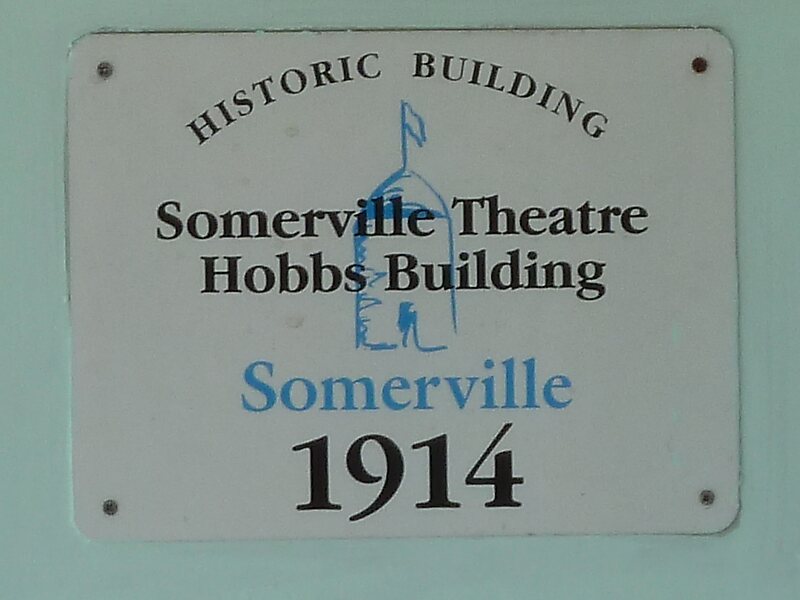 HISTORIC BUILDING
Somerville Theatre
Hobbs Building
Somerville
1914